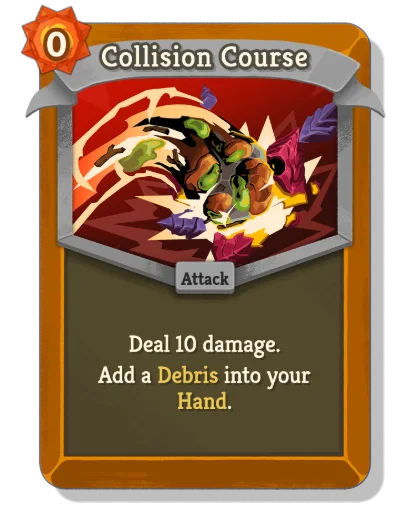 0
Collision Course
Attack
Deal 10 damage.
Add a Debris into your
Hand.